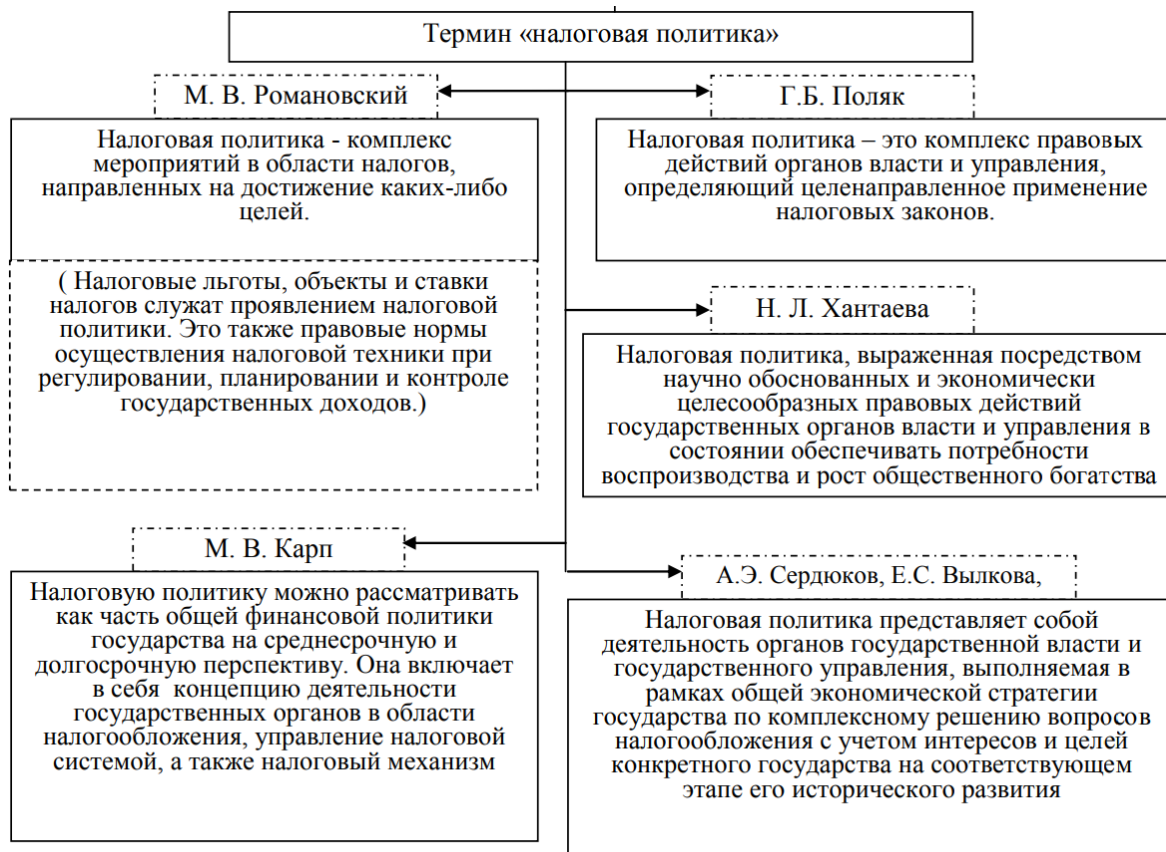 Термин «налоговая политика»
М. В. Романовский
Налоговая политика - комплекс
мероприятий в области налогов,
направленных на достижение каких-либо
целей.
( Налоговые льготы, объекты и ставки
налогов служат проявлением налоговой
политики. Это также правовые нормы
осуществления налоговой техники при
регулировании, планировании и контроле
государственных доходов.)
Г.Б. Поляк
Налоговая политика – это комплекс правовых
действий органов власти и управления,
определяющий целенаправленное применение
налоговых законов.
Н. Л. Хантаева
Налоговая политика, выраженная посредством
научно обоснованных и экономически
целесообразных правовых действий
государственных органов власти и управления в
состоянии обеспечивать потребности
воспроизводства и рост общественного богатства
М. В. Карп
Налоговую политику можно рассматривать
как часть общей финансовой политики
государства на среднесрочную и
долгосрочную перспективу. Она включает
в себя концепцию деятельности
государственных органов в области
налогообложения, управление налоговой
системой, а также налоговый механизм
А.Э. Сердюков, Е.С. Вылкова,
Налоговая политика представляет собой
деятельность органов государственной власти и
государственного управления, выполняемая в
рамках общей экономической стратегии
государства по комплексному решению вопросов
налогообложения с учетом интересов и целей
конкретного государства на соответствующем
этапе его исторического развития